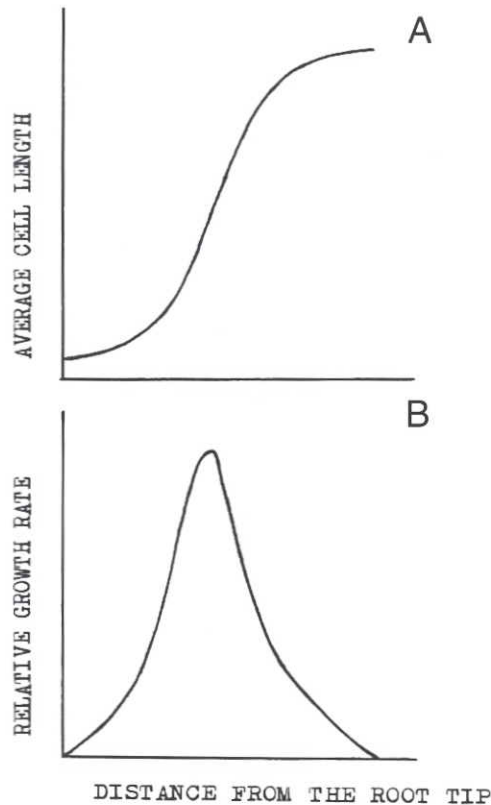 A
AVERAGE CELL LENGTH
B
RELATIVE GROWTH RATE
DISTANCE FROM THE ROOT TIP